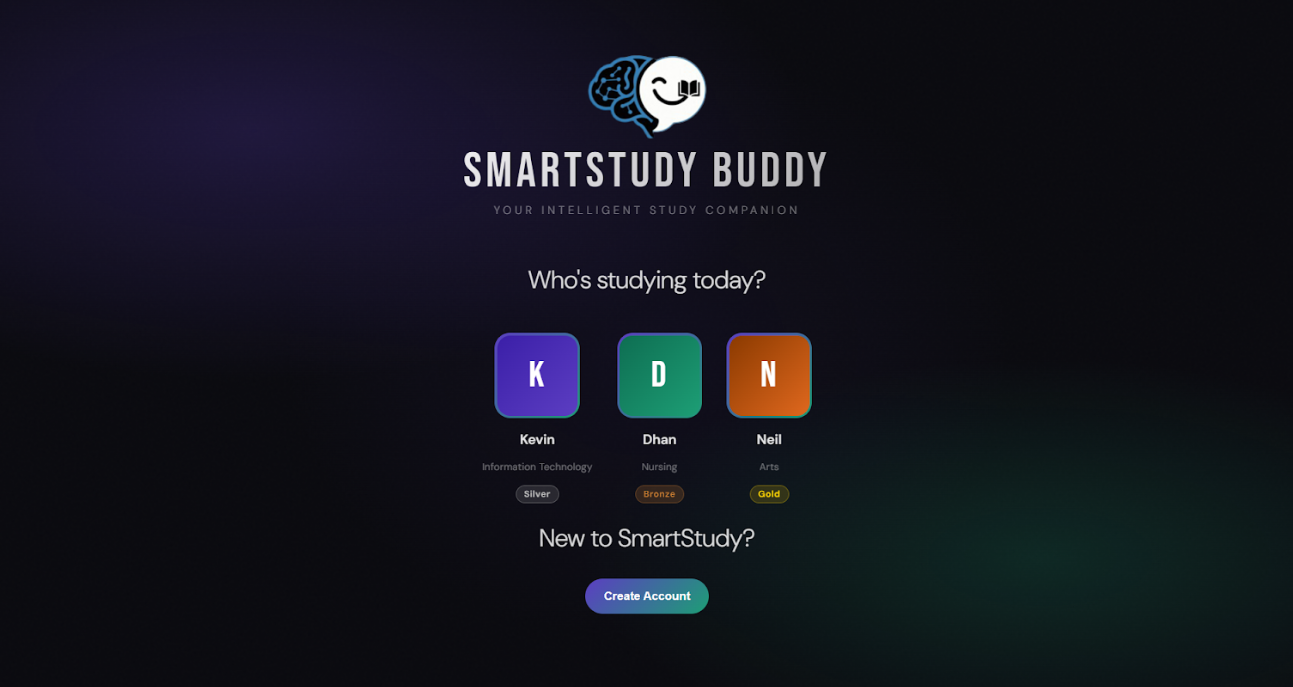 SMARTSTUDY BUDDY
YOUR INTELLIGENT STUDY COMPANION
Who's studying today?
K D N
Kevin Dhan Neil
Information Technology Nursing Arts
Silver Bronze Gold
New to SmartStudy?
Create Account